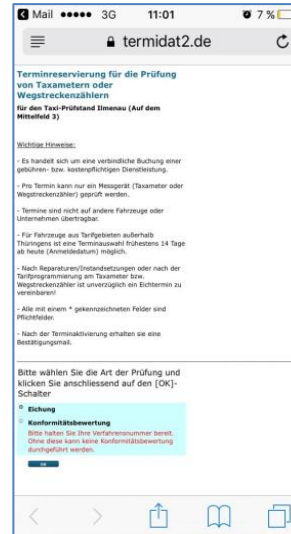 Mail 3G 11:01 7 %
termidat2.de
Terminreservierung für die Prüfung
von Taxametern oder
Wegstreckenzählern
für den Taxi-Prüfstand Ilmenau (Auf dem
Mittelfeld 3)
Wichtige Hinweise:
- Es handelt sich um eine verbindliche Buchung einer
gebühren- bzw. kostenpflichtigen Dienstleistung.
- Pro Termin kann nur ein Messgerät (Taxameter oder
Wegstreckenzähler) geprüft werden.
- Termine sind nicht auf andere Fahrzeuge oder
Unternehmen übertragbar.
- Für Fahrzeuge aus Tarifgebieten außerhalb
Thüringens ist eine Terminauswahl frühestens 14 Tage
ab heute (Anmeldedatum) möglich.
- Nach Reparaturen/Instandsetzungen oder nach der
Tarifprogrammierung am Taxameter bzw.
Wegstreckenzähler ist unverzüglich ein Eichtermin zu
vereinbaren!
- Alle mit einem * gekennzeichneten Felder sind
Pflichtfelder.
- Nach der Terminaktivierung erhalten sie eine
Bestätigungsmail.
Bitte wählen Sie die Art der Prüfung und
klicken Sie anschliessend auf den [OK]-
Schalter
Eichung
Konformitätsbewertung
Bitte halten Sie Ihre Verfahrensnummer bereit.
Ohne diese kann keine Konformitätsbewertung
durchgeführt werden.
OK